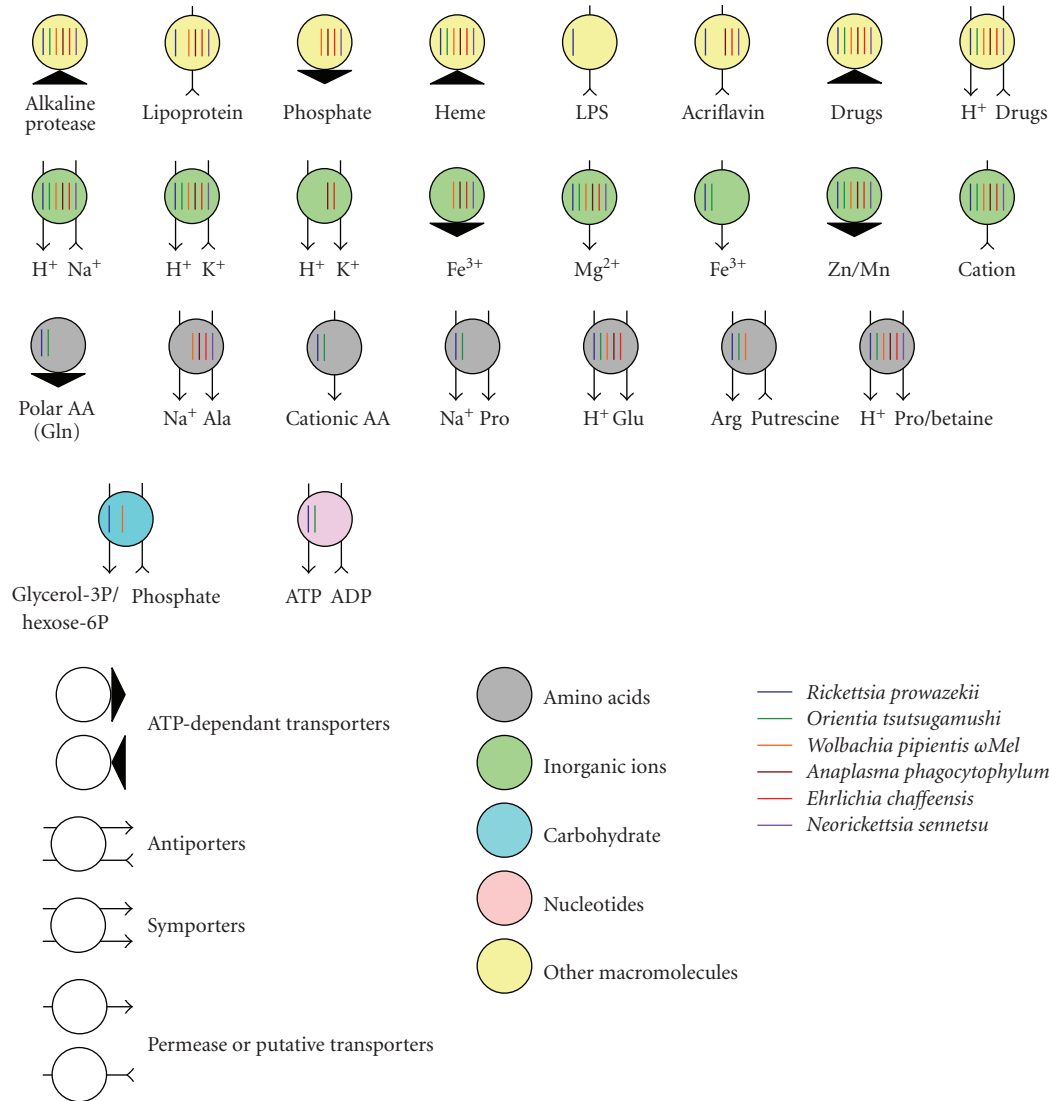 Alkaline
protease
Lipoprotein
Phosphate
Heme
LPS
Acriflavin
Drugs
H+ Drugs
H+ Na+
H+ K+
H+ K+
Fe3+
Mg2+
Fe3+
Zn/Mn
Cation
Polar AA
(Gln)
Na+ Ala
Cationic AA
Na+ Pro
H+ Glu
Arg Putrescine
H+ Pro/betaine
Glycerol-3P/
hexose-6P
Phosphate
ATP ADP
ATP-dependant transporters
Antiporters
Symporters
Permease or putative transporters
Amino acids
Inorganic ions
Carbohydrate
Nucleotides
Other macromolecules
Rickettsia prowazekii
Orientia tsutsugamushi
Wolbachia pipientis ωMel
Anaplasma phagocytophylum
Ehrlichia chaffeensis
Neorickettsia sennetsu